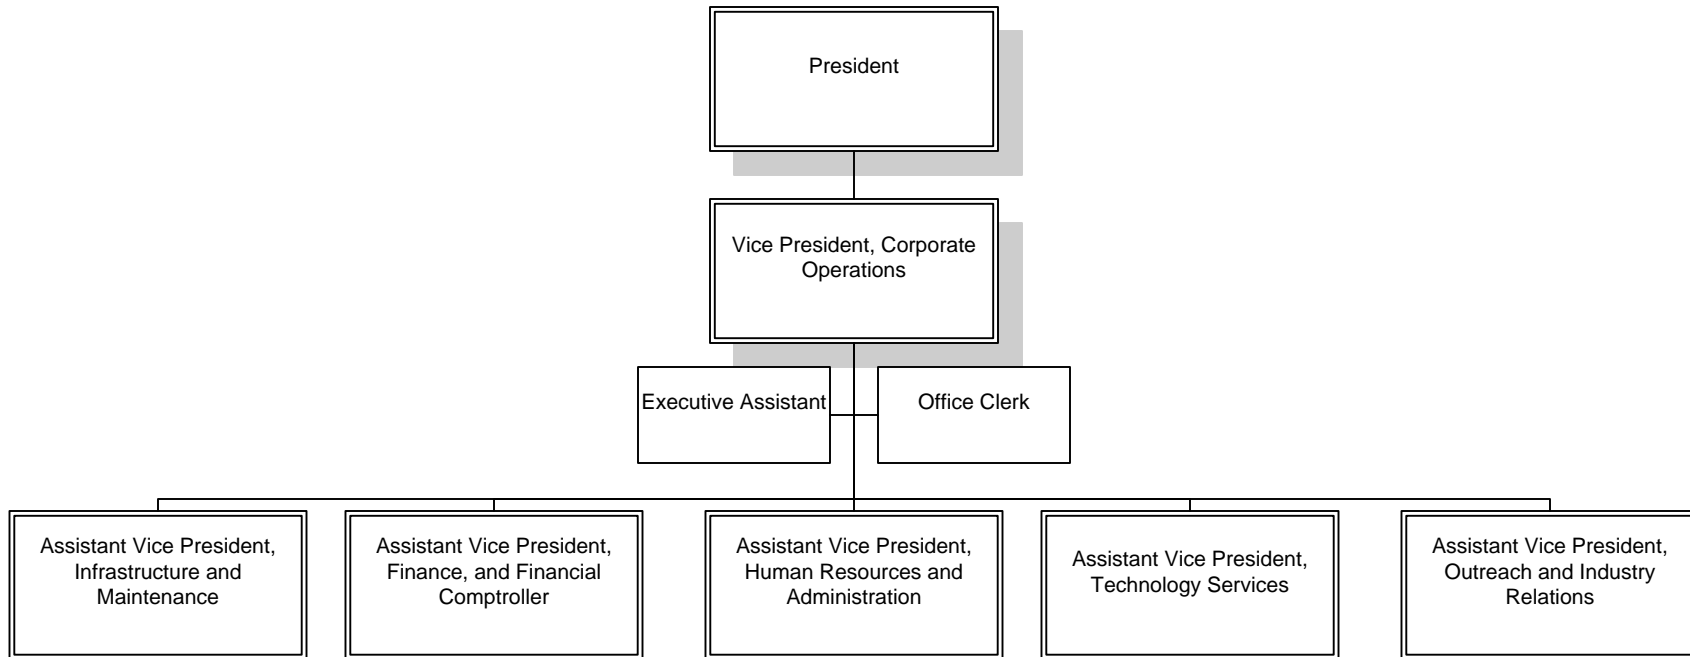 President
Vice President, Corporate
Operations
Executive Assistant
Office Clerk
Assistant Vice President,
Infrastructure and
Maintenance
Assistant Vice President,
Finance, and Financial
Comptroller
Assistant Vice President,
Human Resources and
Administration
Assistant Vice President,
Technology Services
Assistant Vice President,
Outreach and Industry
Relations